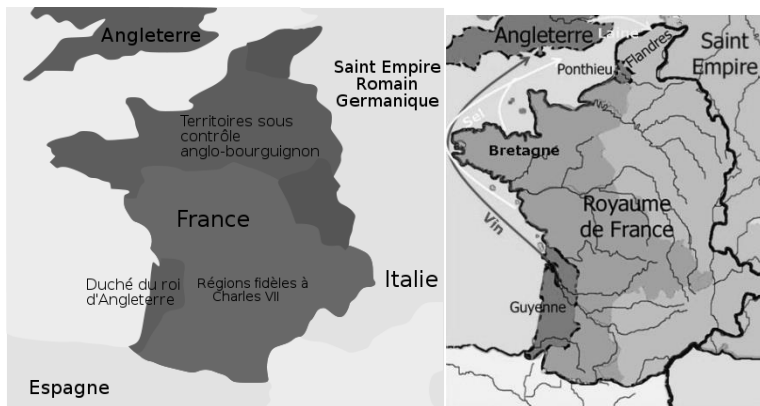 Angleterre
Saint Empire
Romain
Germanique
Territoires sous
contrôle
anglo-bourguignon
France
Duché du roi
d'Angleterre
Régions fidèles à
Charles VII
Italie
Espagne
Laine
Angleterre
Flandres
Saint
Empire
Ponthieu
Sel
Bretagne
Royaume
de France
Vin
Guyenne